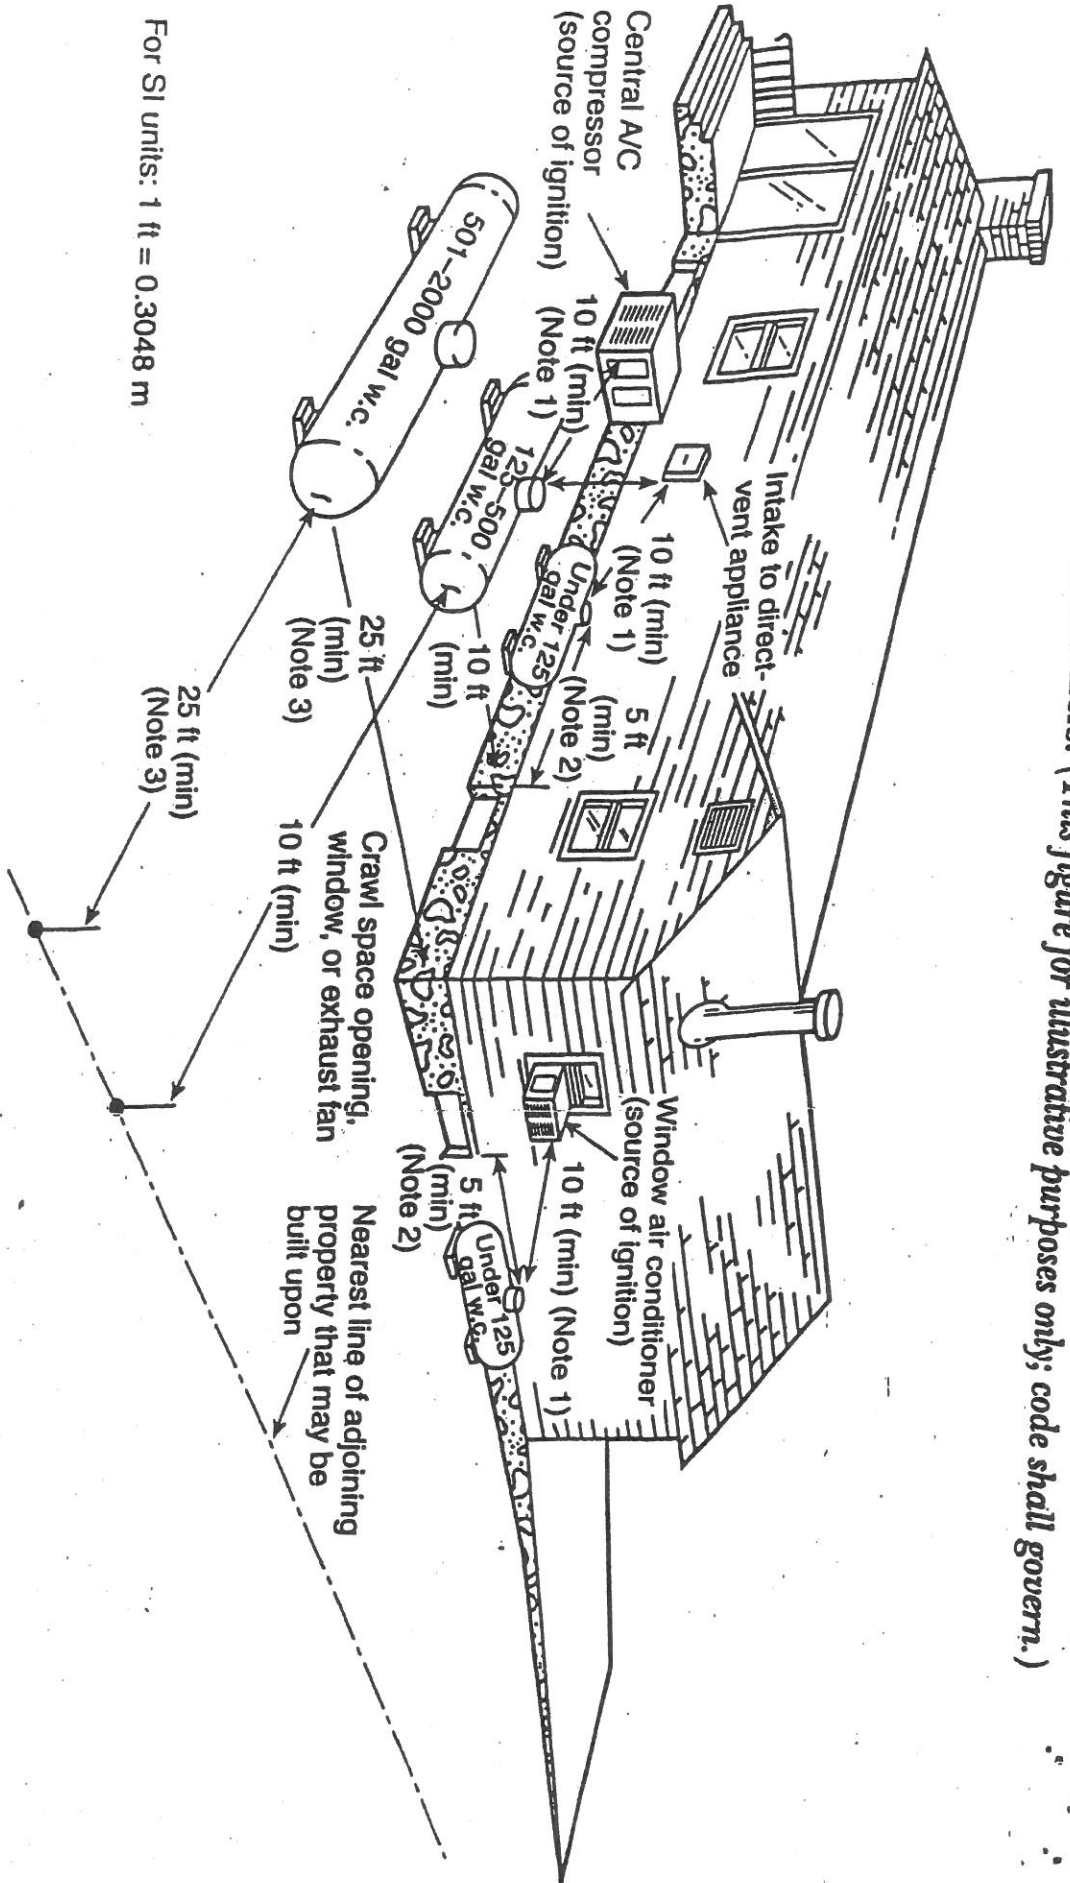 (This figure for illustrative purposes only; code shall govern.)
Intake to direct-
vent appliance
Central A/C
compressor
(source of ignition)
10 ft (min)
(Note 1)
10 ft (min)
(Note 1)
5 ft
(min)
(Note 2)
Window air conditioner
(source of ignition)
10 ft (min) (Note 1)
Under 125
gal w.c.
125–500
gal w.c.
501–2000 gal w.c.
10 ft
(min)
25 ft
(min)
(Note 3)
5 ft
(min)
(Note 2)
Under 125
gal w.c.
Crawl space opening,
window, or exhaust fan
10 ft (min)
25 ft (min)
(Note 3)
Nearest line of adjoining
property that may be
built upon
For SI units: 1 ft = 0.3048 m